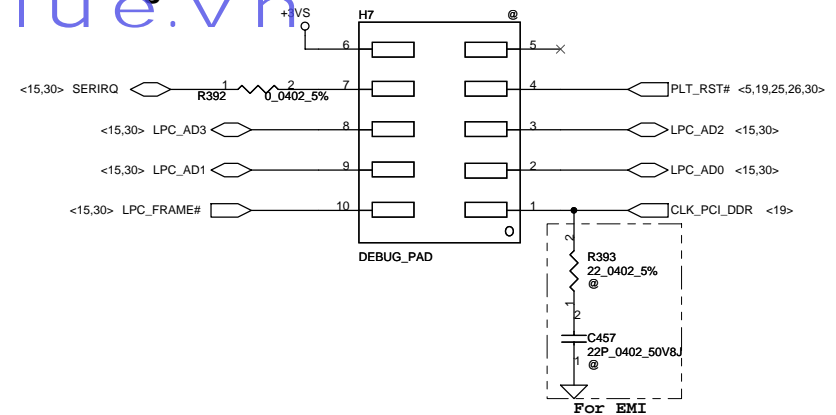 lue.vn
+3VS
H7
@
6
5
<15,30> SERIRQ
1
2
7
4
PLT_RST# <5,19,25,26,30>
R392
0_0402_5%
<15,30> LPC_AD3
8
3
LPC_AD2 <15,30>
<15,30> LPC_AD1
9
2
LPC_AD0 <15,30>
<15,30> LPC_FRAME#
10
1
CLK_PCI_DDR <19>
DEBUG_PAD
2
R393
22_0402_5%
@
1
2
C457
22P_0402_50V8J
1
@
For EMI